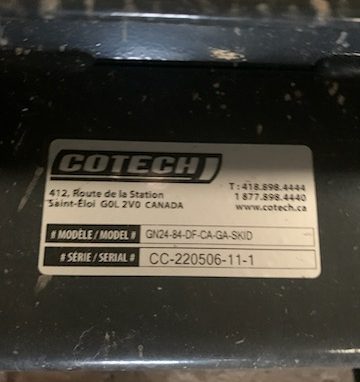 COTECH
412, Route de la Station
Saint-Éloi G0L 2V0 CANADA
T : 418.898.4444
1 877.898.4440
www.cotech.ca
# MODÈLE / MODEL # GN24-84-DF-CA-GA-SKID
# SÉRIE / SERIAL # CC-220506-11-1